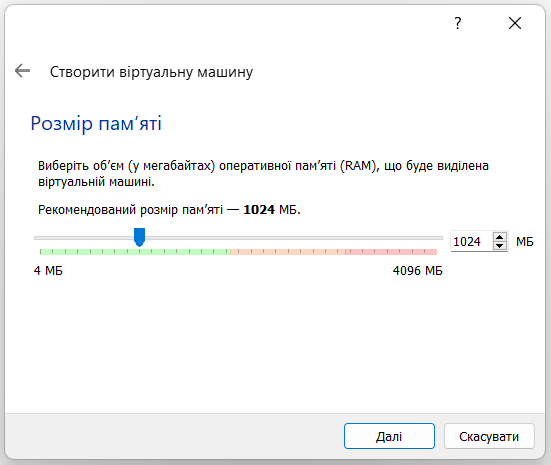 ?
Створити віртуальну машину
Розмір пам’яті
Виберіть об’єм (у мегабайтах) оперативної пам’яті (RAM), що буде виділена
віртуальній машині.
Рекомендований розмір пам’яті — 1024 МБ.
1024 МБ
4 МБ 4096 МБ
Далі Скасувати